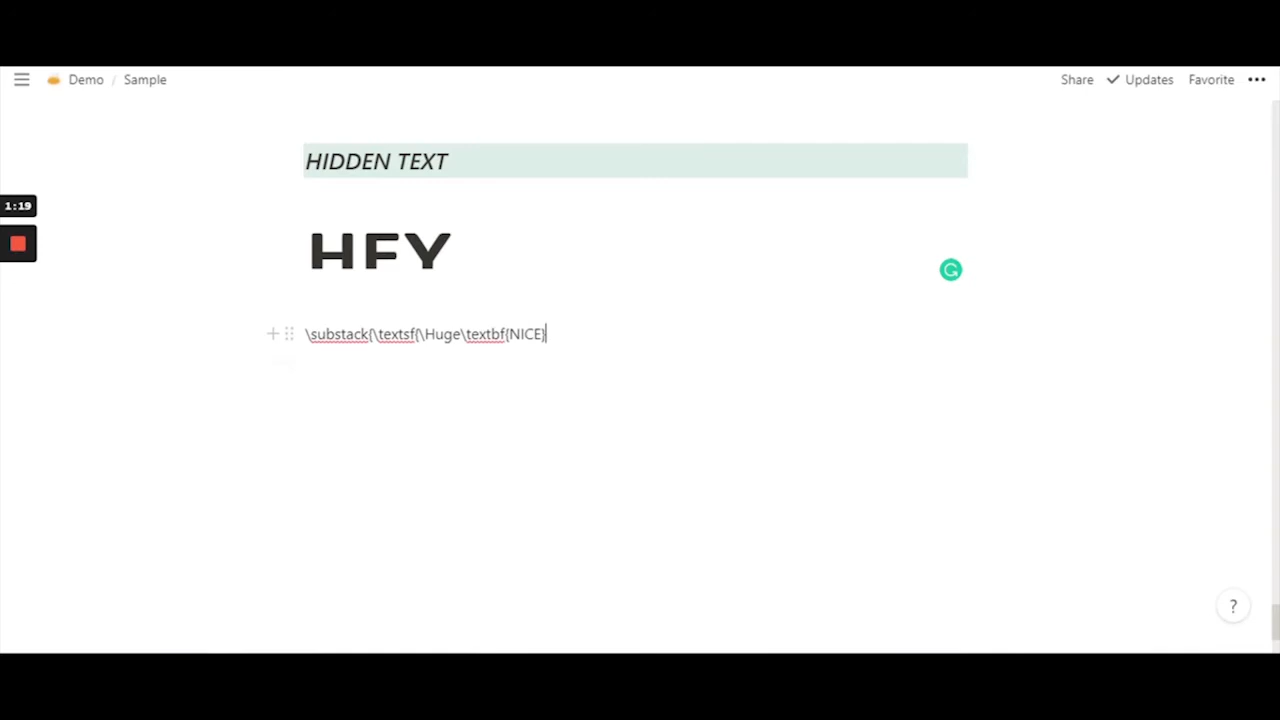 Demo / Sample
Share Updates Favorite
HIDDEN TEXT
1:19
HEY
\substack{\textsf{\Huge\textbf{NICE}
?